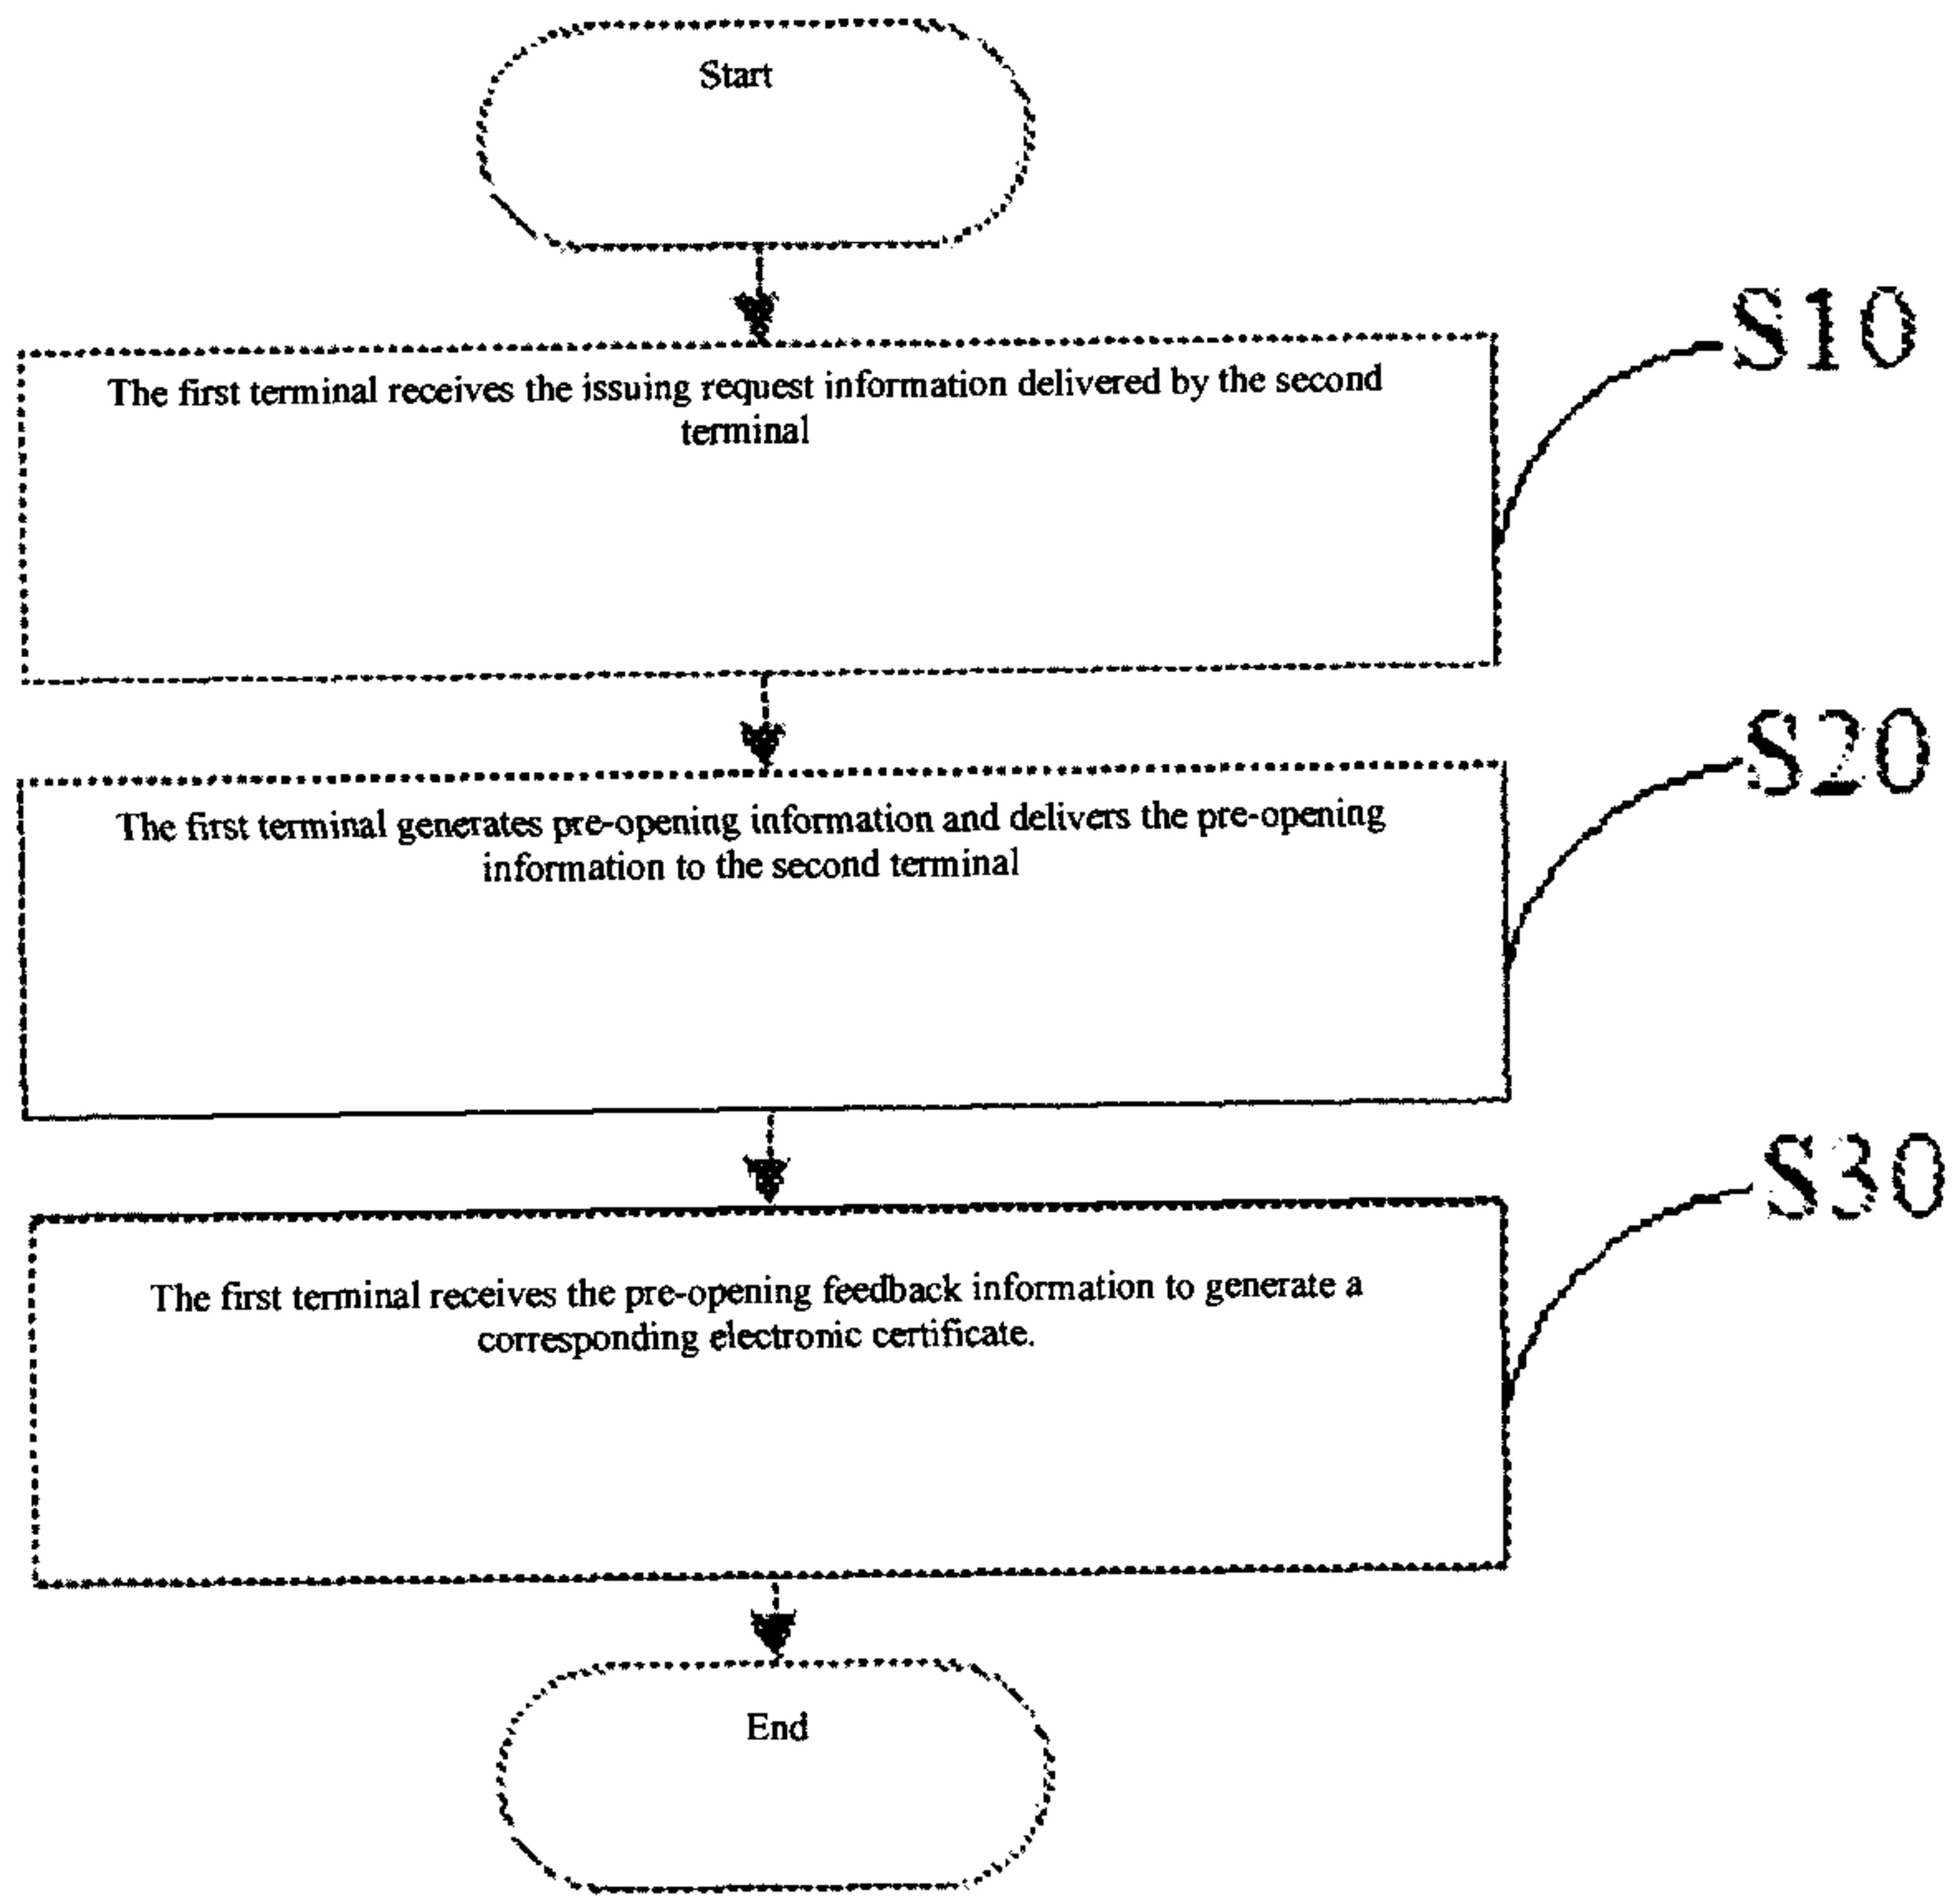 Start
S10
The first terminal receives the issuing request information delivered by the second
terminal
S20
The first terminal generates pre-opening information and delivers the pre-opening
information to the second terminal
S30
The first terminal receives the pre-opening feedback information to generate a
corresponding electronic certificate.
End